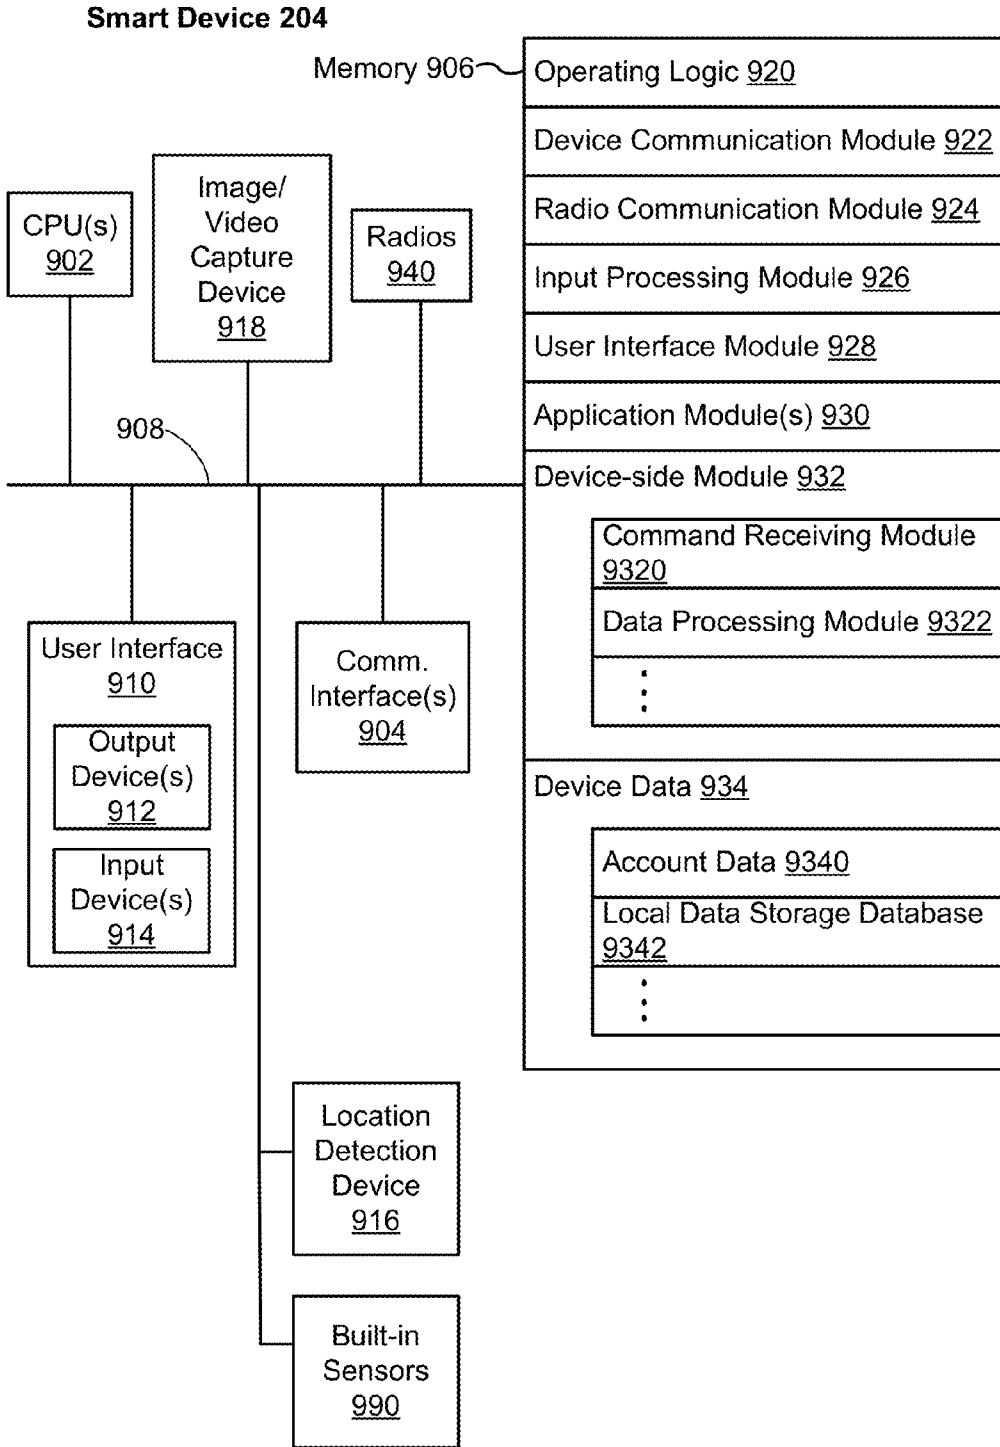 Smart Device 204
Memory 906
Operating Logic 920
Device Communication Module 922
Radio Communication Module 924
Input Processing Module 926
User Interface Module 928
Application Module(s) 930
Device-side Module 932
Command Receiving Module
9320
Data Processing Module 9322
Device Data 934
Account Data 9340
Local Data Storage Database
9342
CPU(s)
902
Image/
Video
Capture
Device
918
Radios
940
908
User Interface
910
Output
Device(s)
912
Input
Device(s)
914
Comm.
Interface(s)
904
Location
Detection
Device
916
Built-in
Sensors
990